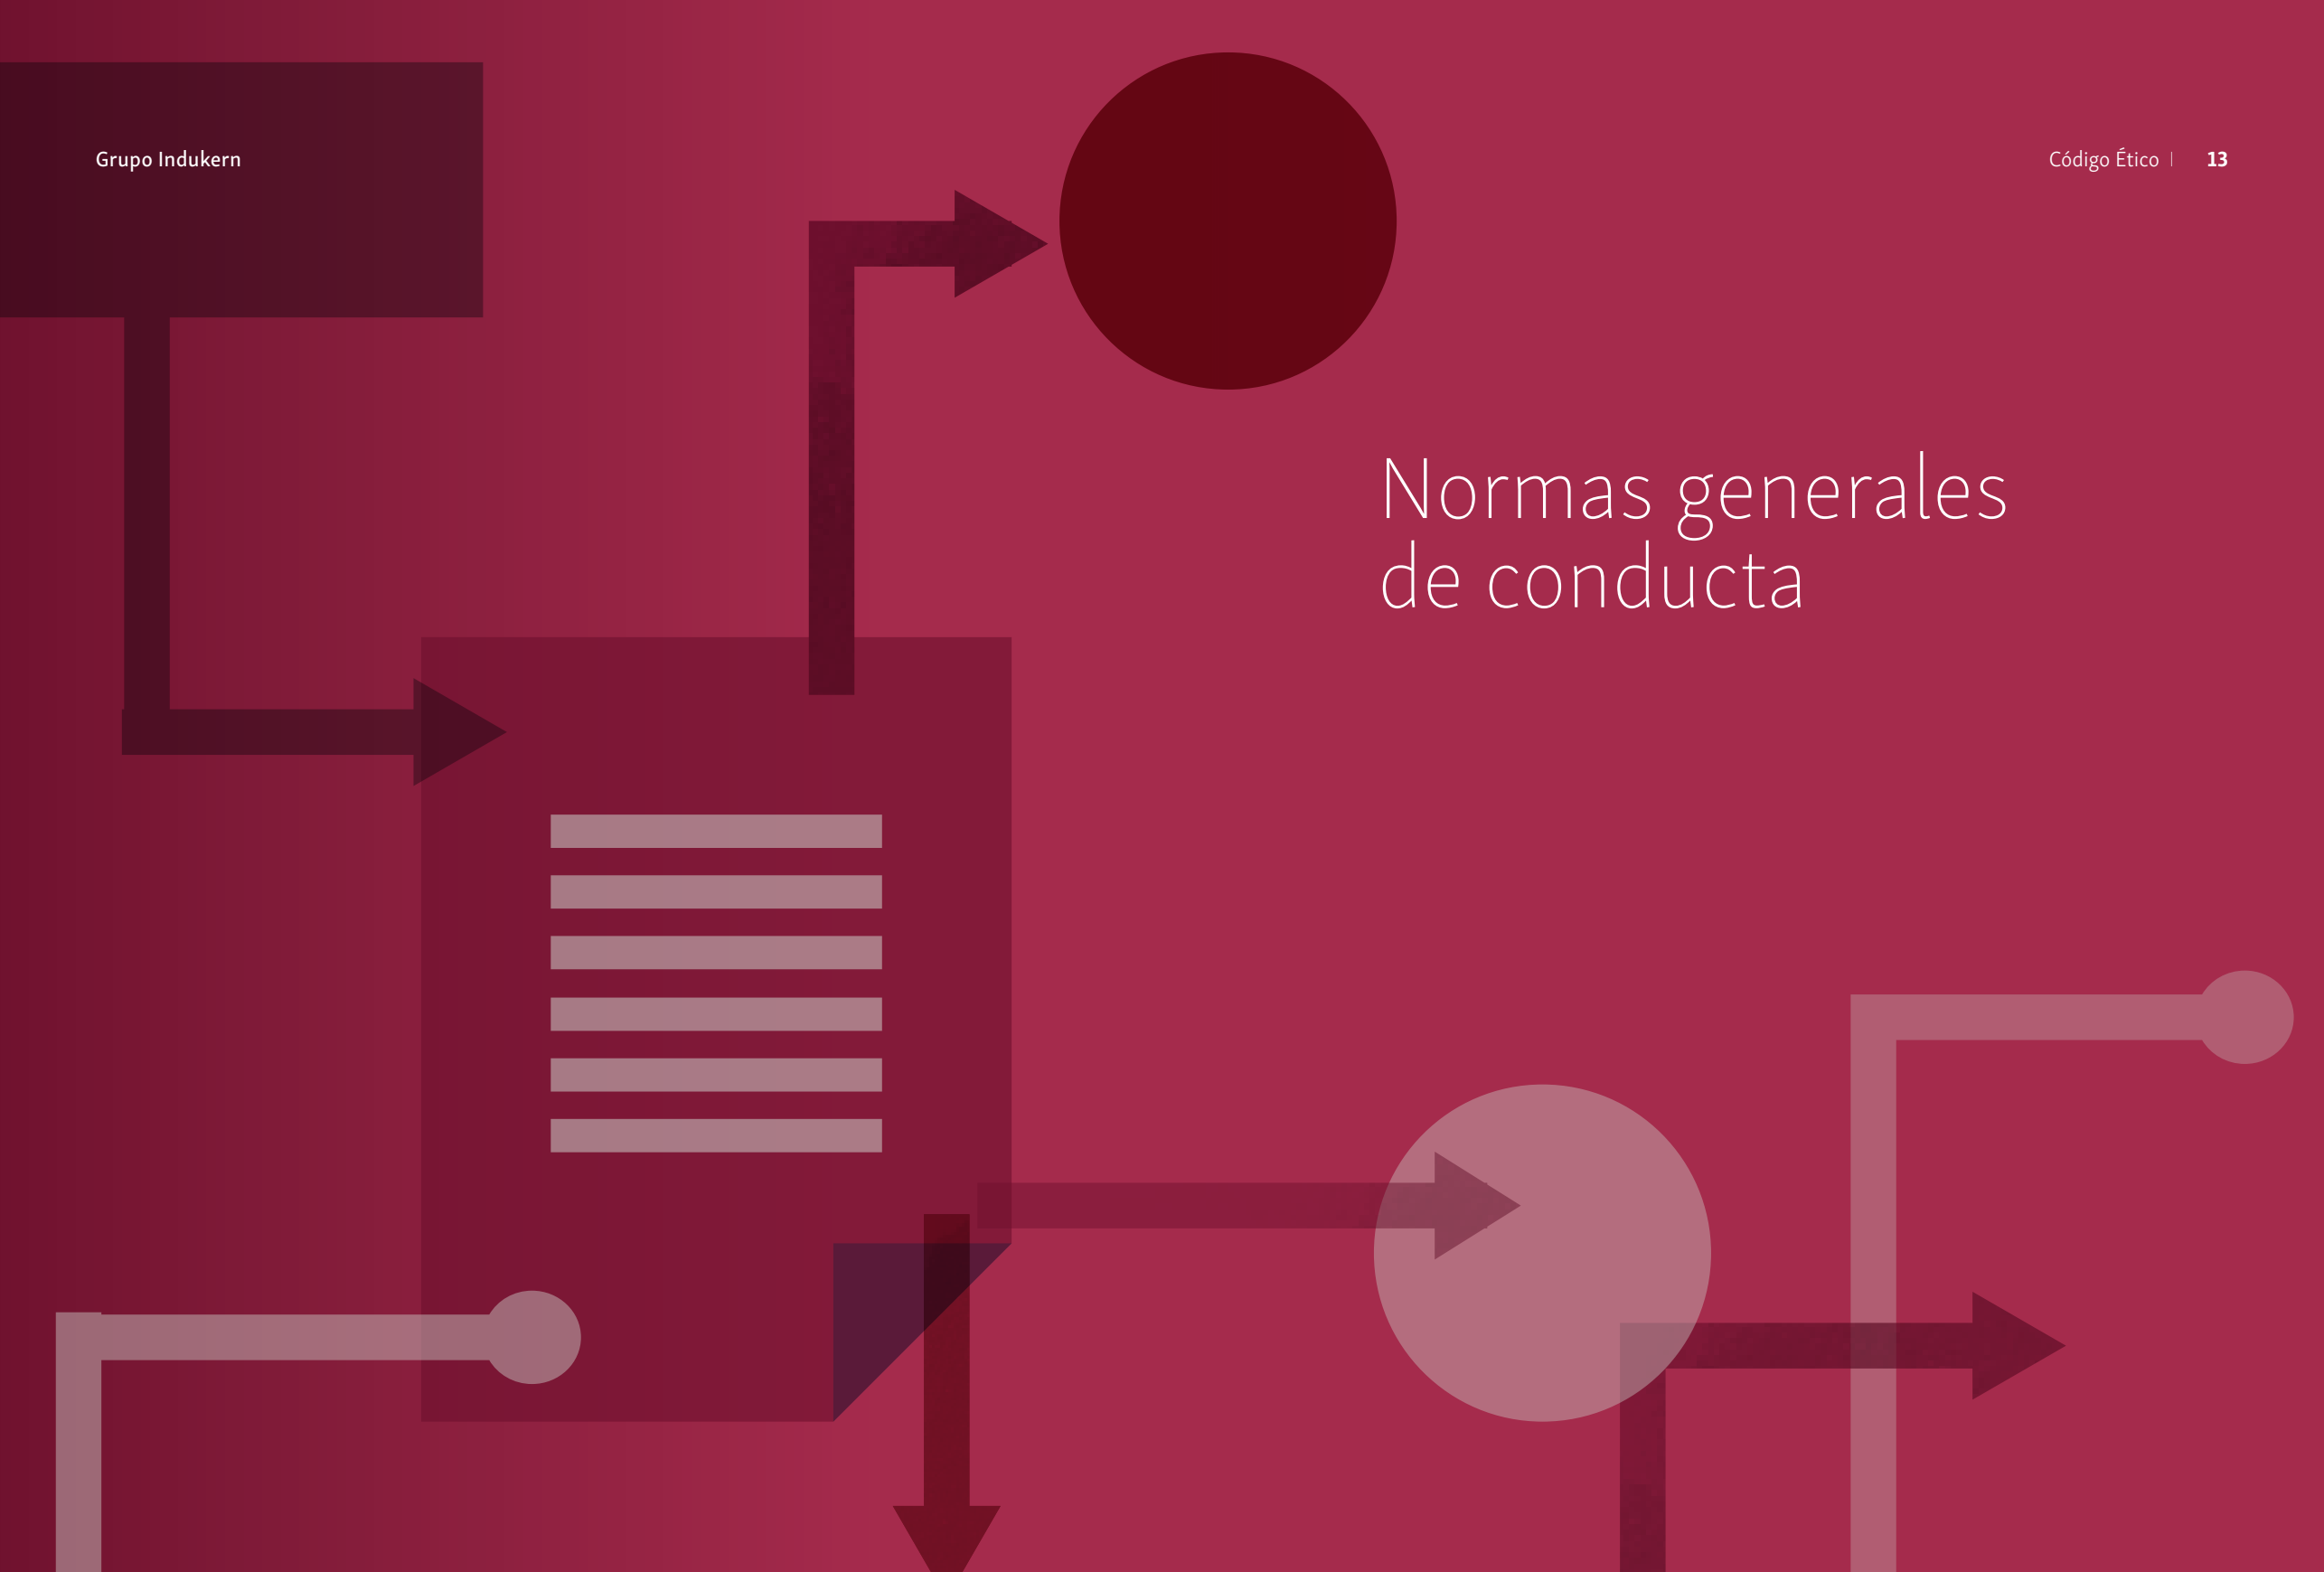 Grupo Indukern
Código Ético | 13
Normas generales
de conducta